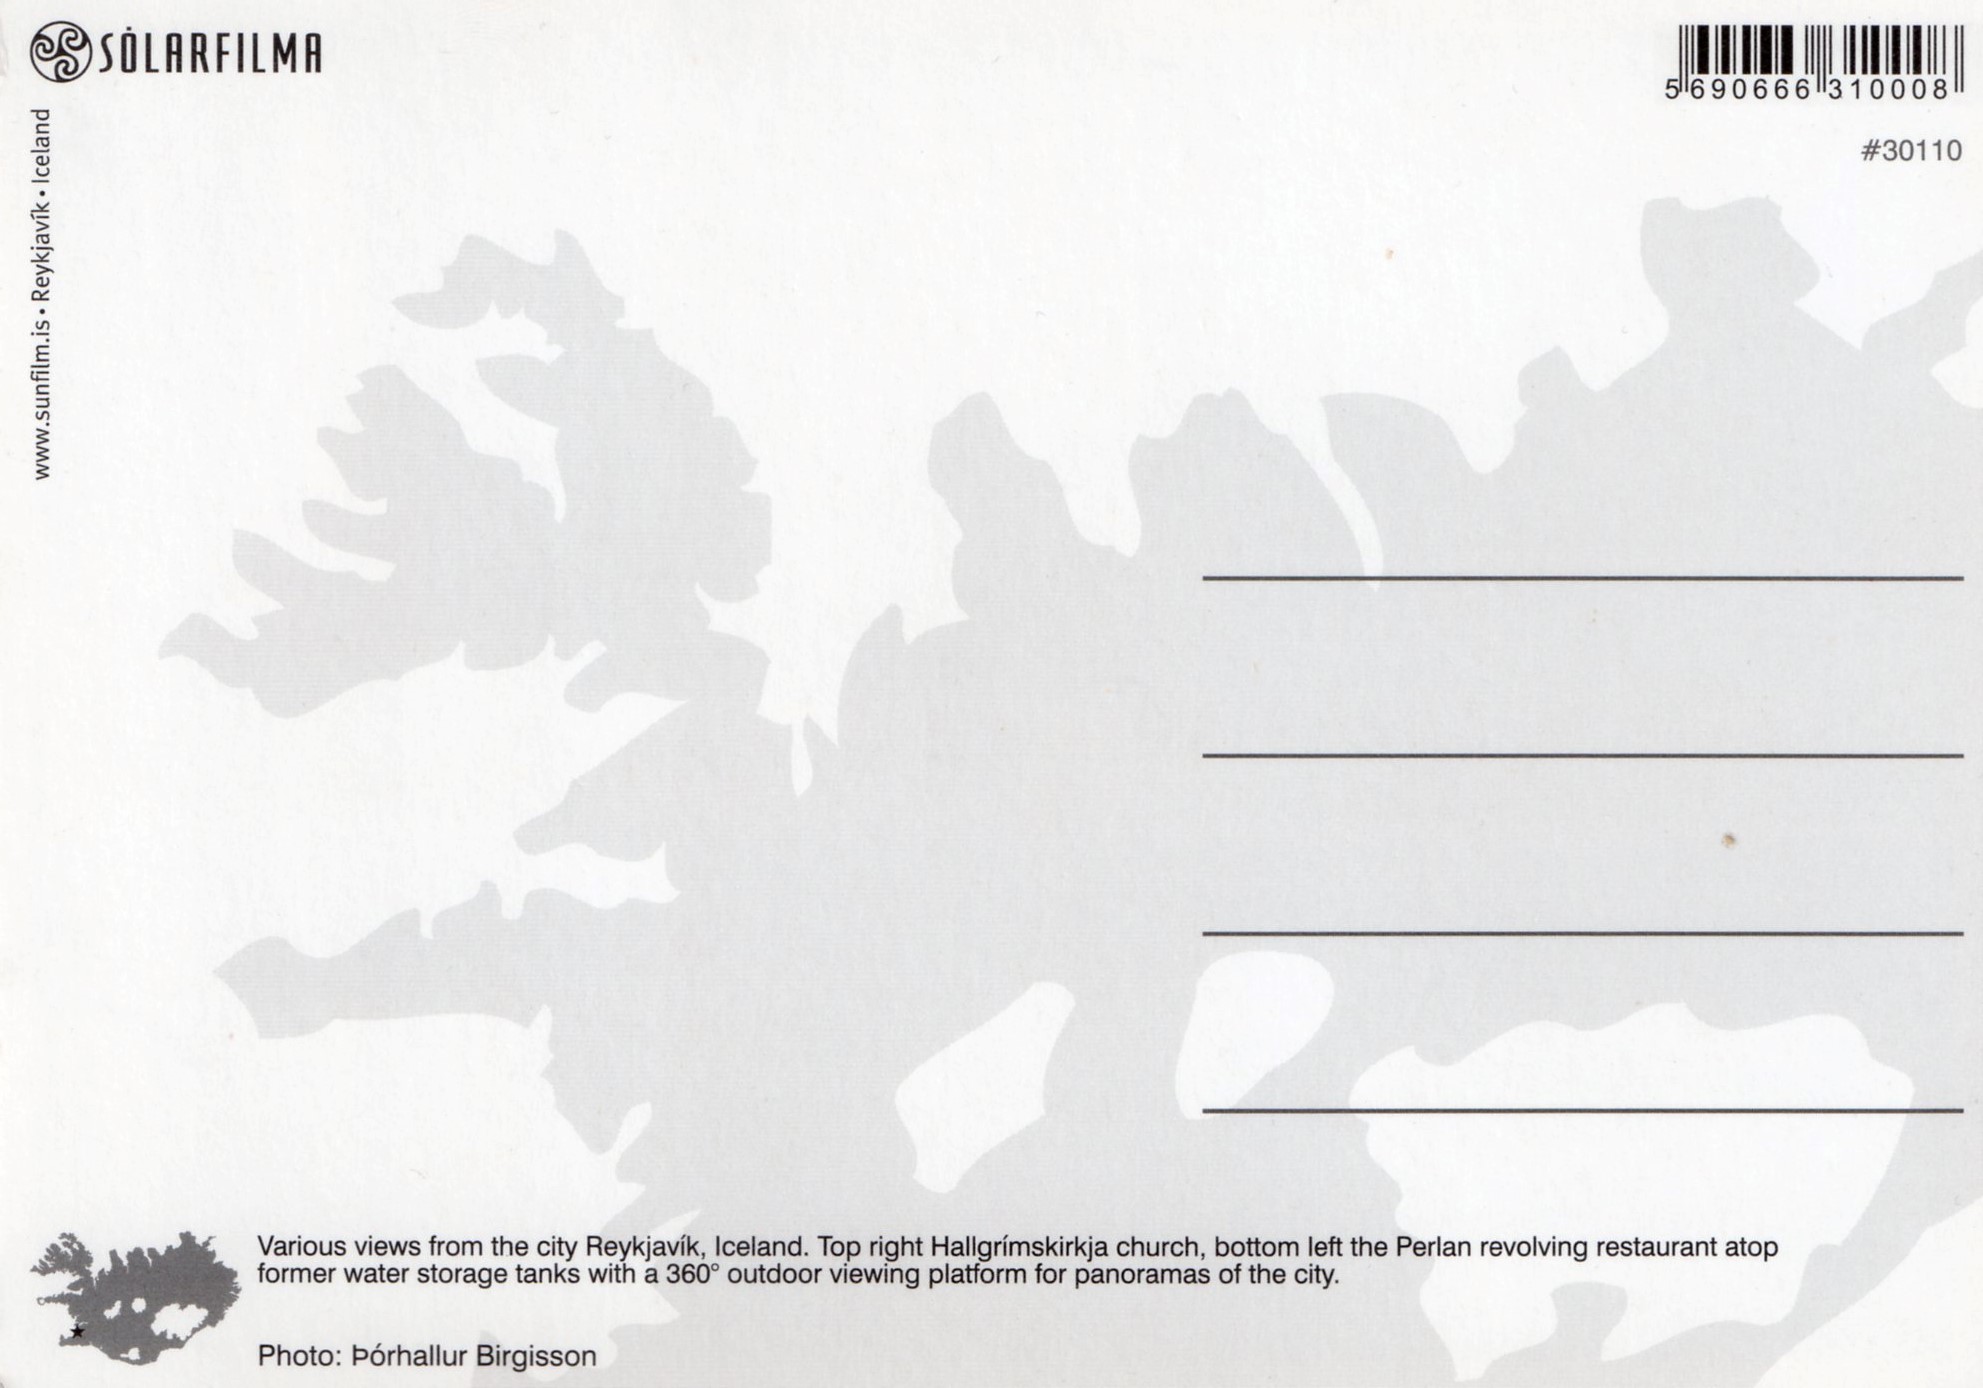 SÓLARFILMA
www.sunfilm.is • Reykjavík • Iceland
5 690666 310008
#30110
Various views from the city Reykjavík, Iceland. Top right Hallgrímskirkja church, bottom left the Perlan revolving restaurant atop
former water storage tanks with a 360° outdoor viewing platform for panoramas of the city.
Photo: Þórhallur Birgisson